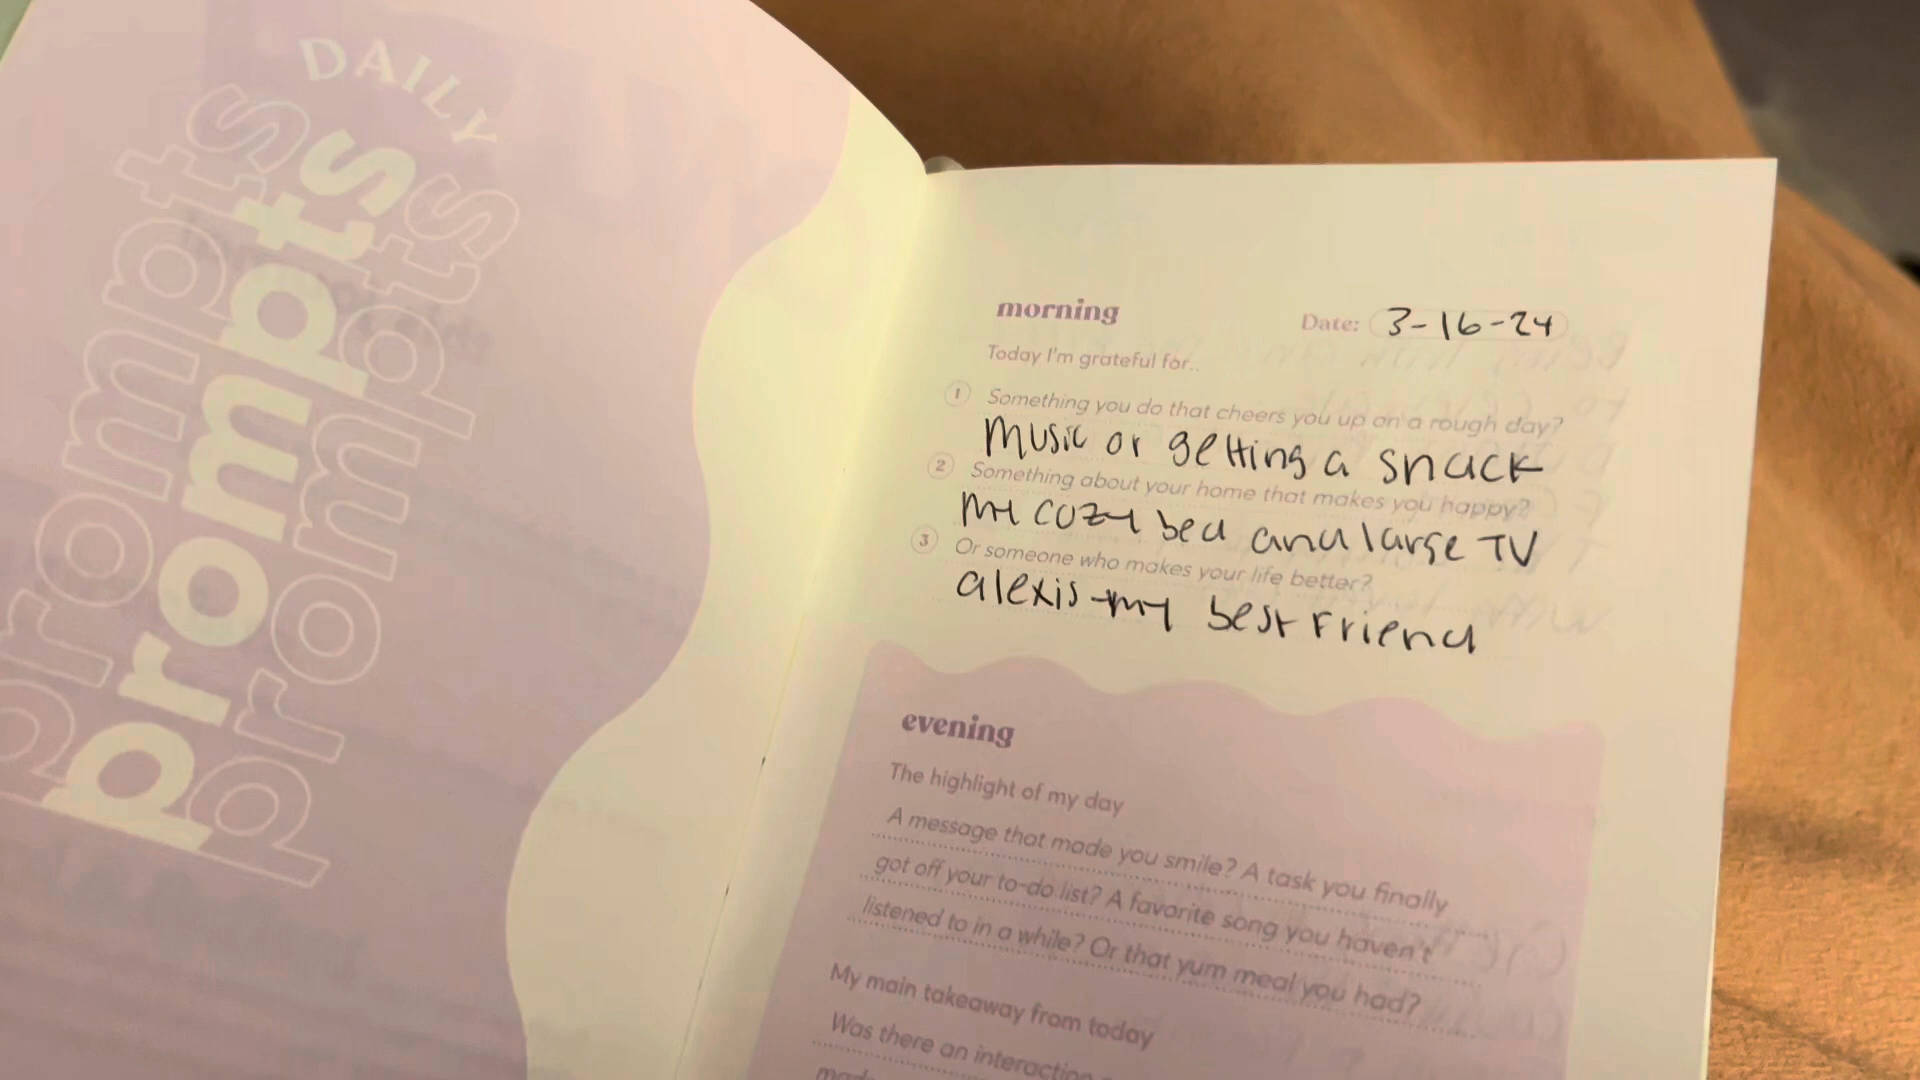 DAILY
prompts
prompts
prompts
morning
Date: 3-16-24
Today I'm grateful for..
1 Something you do that cheers you up on a rough day?
music or getting a snack
2 Something about your home that makes you happy?
my cozy bed and large TV
3 Or someone who makes your life better?
alexis - my best friend
evening
The highlight of my day
A message that made you smile? A task you finally
got off your to-do list? A favorite song you haven't
listened to in a while? Or that yum meal you had?
My main takeaway from today
Was there an interaction
made